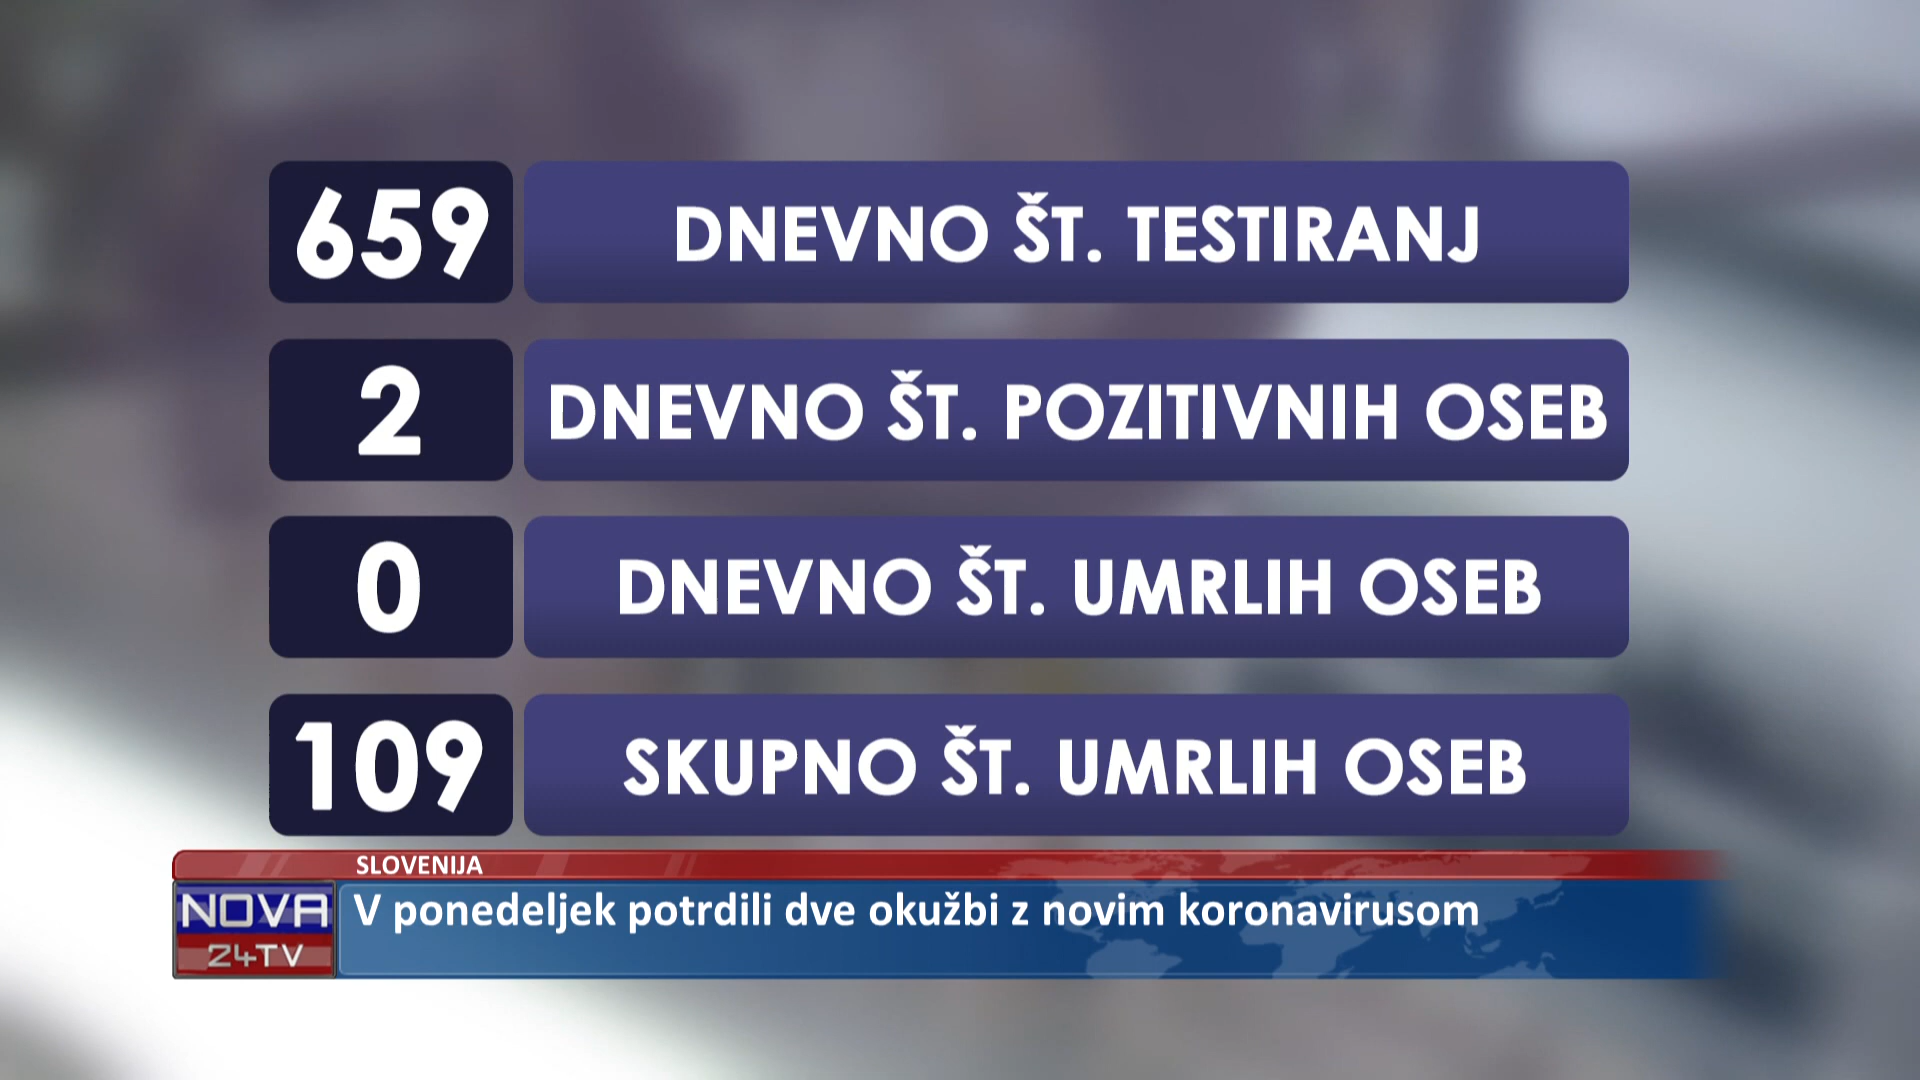 659 DNEVNO ŠT. TESTIRANJ
2 DNEVNO ŠT. POZITIVNIH OSEB
0 DNEVNO ŠT. UMRLIH OSEB
109 SKUPNO ŠT. UMRLIH OSEB
SLOVENIJA
NOVA
24TV
V ponedeljek potrdili dve okužbi z novim koronavirusom